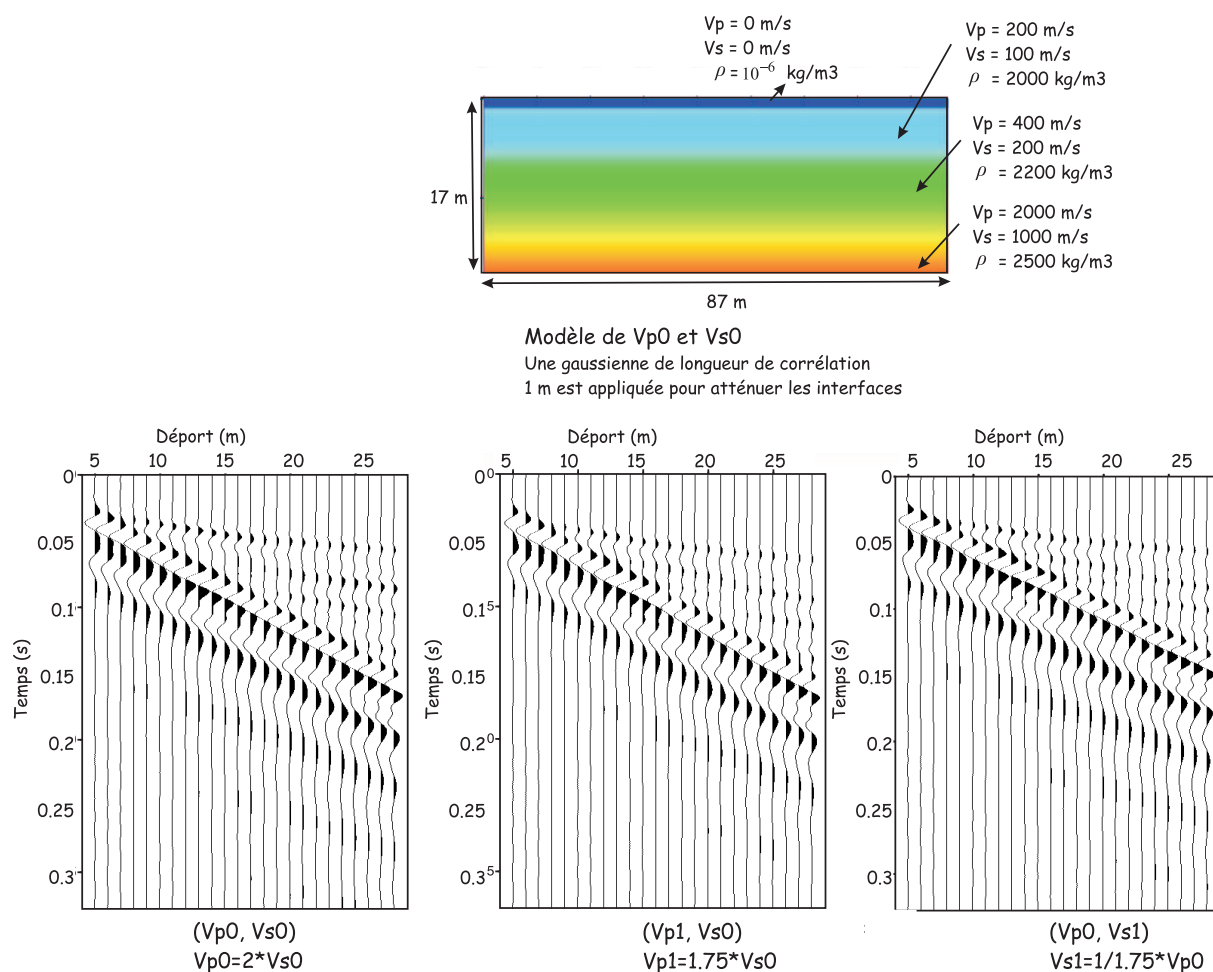 Vp = 0 m/s
Vs = 0 m/s
ρ = 10⁻⁶ kg/m3
Vp = 200 m/s
Vs = 100 m/s
ρ = 2000 kg/m3
Vp = 400 m/s
Vs = 200 m/s
ρ = 2200 kg/m3
Vp = 2000 m/s
Vs = 1000 m/s
ρ = 2500 kg/m3
17 m
87 m
Modèle de Vp0 et Vs0
Une gaussienne de longueur de corrélation
1 m est appliquée pour atténuer les interfaces
Déport (m)
5 10 15 20 25
0
0.05
0.1
0.15
0.2
0.25
0.3
Temps (s)
(Vp0, Vs0)
Vp0=2*Vs0
Déport (m)
5 10 15 20 25
0⁰
0.05
0.15
0.15
0.2⁰
0.25
0.3⁵
Temps (s)
(Vp1, Vs0)
Vp1=1.75*Vs0
Déport (m)
5 10 15 20 25
0
0.05
0.1
0.15
0.2
0.25
0.3
Temps (s)
(Vp0, Vs1)
Vs1=1/1.75*Vp0